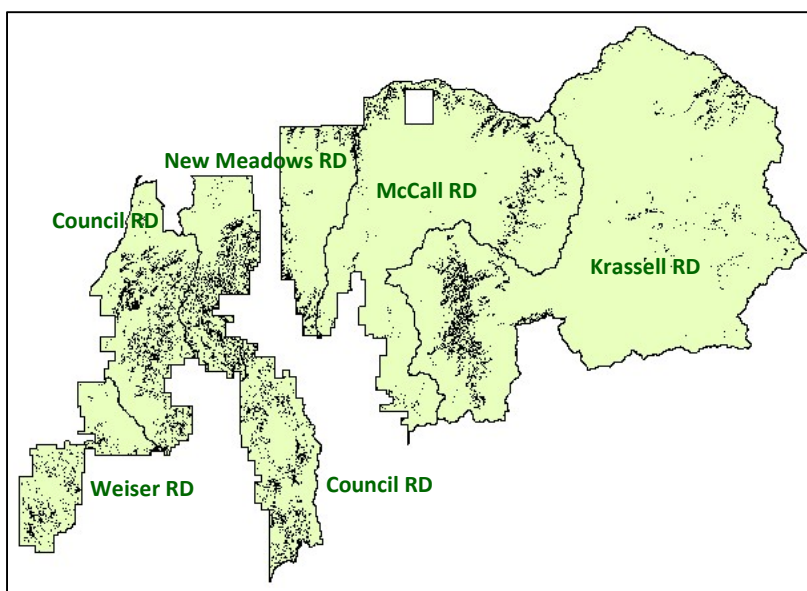 New Meadows RD
McCall RD
Council RD
Krassell RD
Weiser RD
Council RD